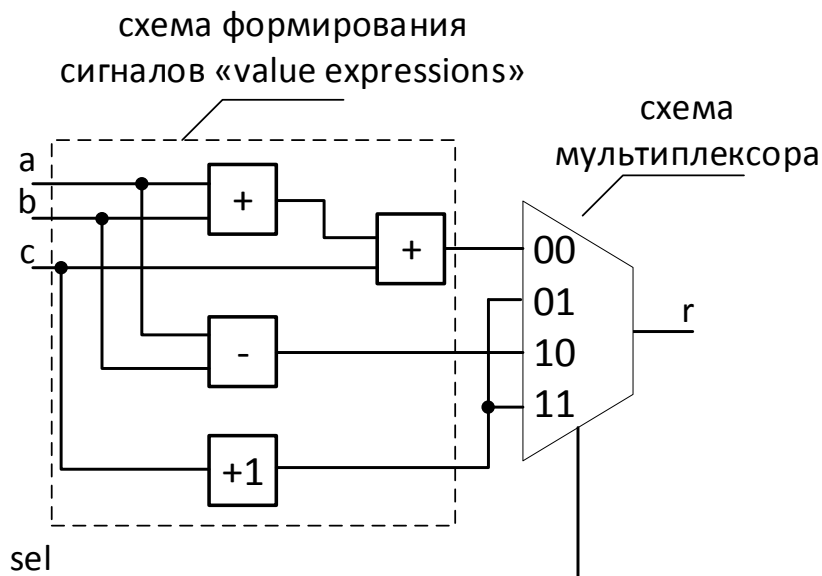 схема формирования
сигналов «value expressions»
схема
мультиплексора
a
+
b
c
+
00
01
r
-
10
11
+1
sel